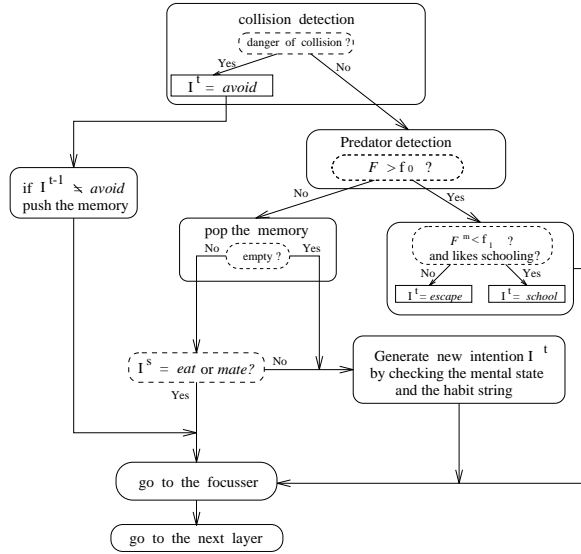 collision detection
danger of collision ?
Yes
No
I^t = avoid
Predator detection
F > f_0 ?
if I^{t-1} ≭ avoid
push the memory
No
Yes
pop the memory
No
Yes
empty ?
F^m < f_1 ?
and likes schooling?
No
Yes
I^t = escape
I^t = school
I^s = eat or mate?
No
Yes
Generate new intention I^t
by checking the mental state
and the habit string
go to the focusser
go to the next layer